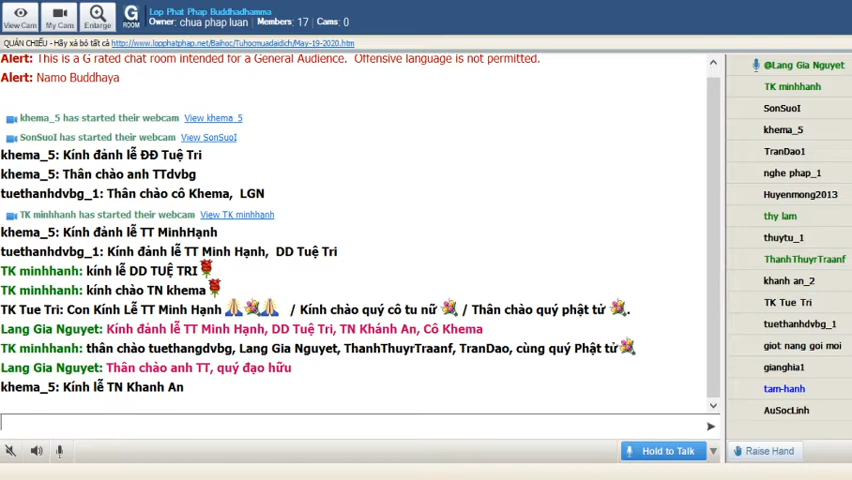 View Cam
My Cam
Enlarge
G
ROOM
Lop Phat Phap Buddhadhamma
Owner: chua phap luan Members: 17 Cams: 0
QUÁN CHIẾU - Hãy xả bỏ tất cả http://www.lopphatphap.net/Baihoc/Tuhocmuadaidich/May-19-2020.htm
Alert: This is a G rated chat room intended for a General Audience. Offensive language is not permitted.
Alert: Namo Buddhaya
khema_5 has started their webcam View khema_5
SonSuoI has started their webcam View SonSuoI
khema_5: Kính đảnh lễ ĐĐ Tuệ Tri
khema_5: Thân chào anh TTdvbg
tuethanhdvbg_1: Thân chào cô Khema, LGN
TK minhhanh has started their webcam View TK minhhanh
khema_5: Kính đảnh lễ TT MinhHạnh
tuethanhdvbg_1: Kính đảnh lễ TT Minh Hạnh, DD Tuệ Tri
TK minhhanh: kính lễ DD TUỆ TRI
TK minhhanh: kính chào TN khema
TK Tue Tri: Con Kính Lễ TT Minh Hạnh / Kính chào quý cô tu nữ / Thân chào quý phật tử .
Lang Gia Nguyet: Kính đảnh lễ TT Minh Hạnh, DD Tuệ Tri, TN Khánh An, Cô Khema
TK minhhanh: thân chào tuethangdvbg, Lang Gia Nguyet, ThanhThuyrTraanf, TranDao, cùng quý Phật tử
Lang Gia Nguyet: Thân chào anh TT, quý đạo hữu
khema_5: Kính lễ TN Khanh An
@Lang Gia Nguyet
TK minhhanh
SonSuoI
khema_5
TranDao1
nghe phap_1
Huyenmong2013
thy lam
thuytu_1
ThanhThuyrTraanf
khanh an_2
TK Tue Tri
tuethanhdvbg_1
giot nang goi moi
gianghia1
tam-hanh
AuSocLinh
Hold to Talk
Raise Hand